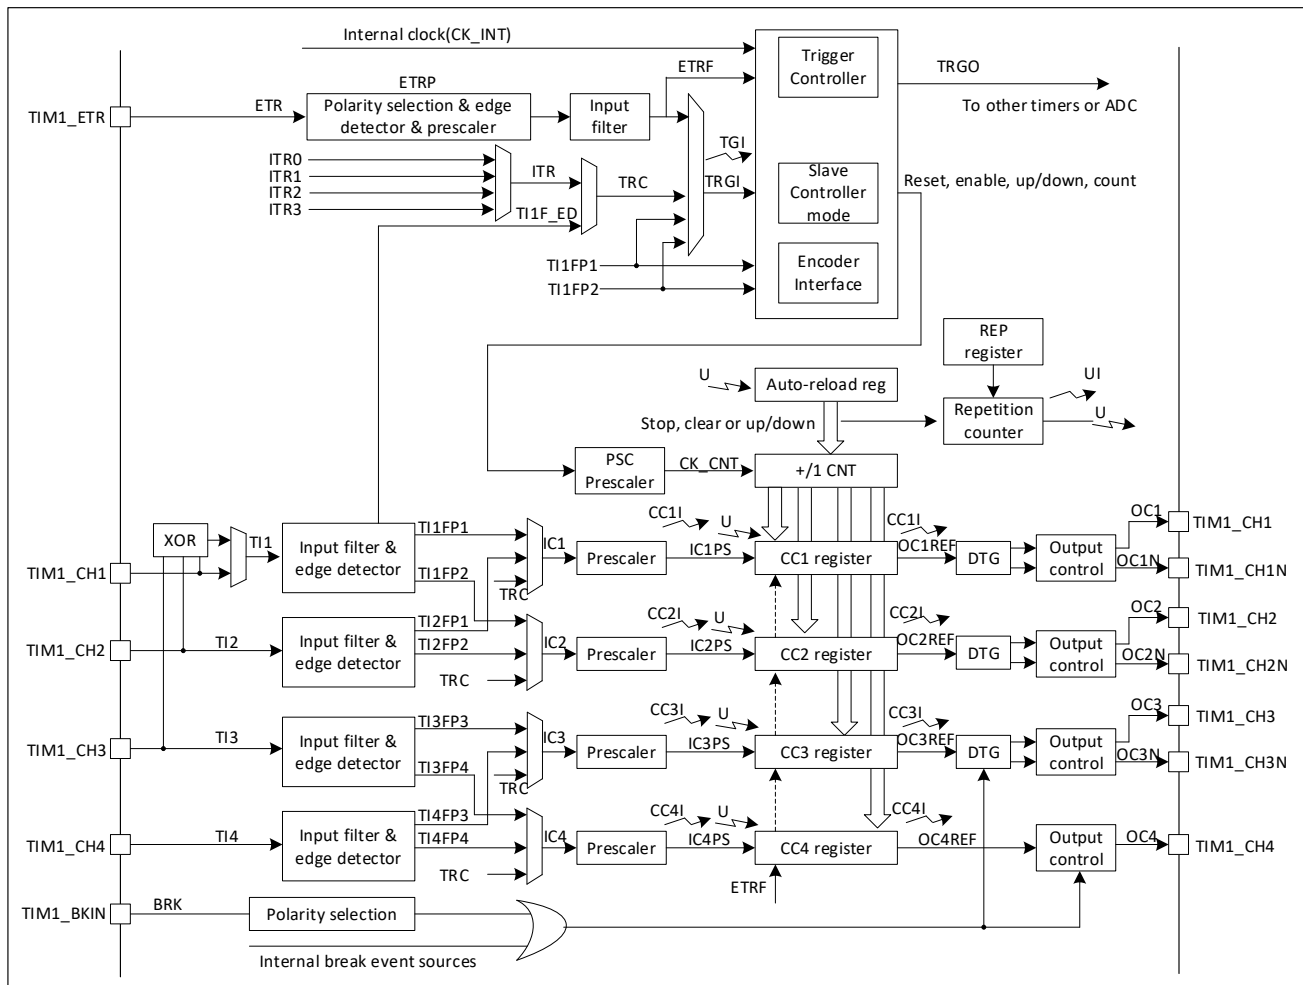 Internal clock(CK_INT)
Trigger
Controller
ETRF
TRGO
To other timers or ADC
ETRP
ETR
TIM1_ETR
Polarity selection & edge
detector & prescaler
Input
filter
TGI
ITR0
ITR1
ITR2
ITR3
ITR
TRC
TRGI
TI1F_ED
Slave
Controller
mode
Reset, enable, up/down, count
TI1FP1
TI1FP2
Encoder
Interface
REP
register
U
Auto-reload reg
UI
U
Repetition
counter
Stop, clear or up/down
PSC
Prescaler
CK_CNT
+/1 CNT
XOR
TI1
TIM1_CH1
Input filter &
edge detector
TI1FP1
TI1FP2
TRC
IC1
Prescaler
CC1I
U
IC1PS
CC1 register
CC1I
OC1REF
DTG
Output
control
OC1
OC1N
TIM1_CH1
TIM1_CH1N
TIM1_CH2
TI2
Input filter &
edge detector
TI2FP1
TI2FP2
TRC
IC2
Prescaler
CC2I
U
IC2PS
CC2 register
CC2I
OC2REF
DTG
Output
control
OC2
OC2N
TIM1_CH2
TIM1_CH2N
TIM1_CH3
TI3
Input filter &
edge detector
TI3FP3
TI3FP4
TRC
IC3
Prescaler
CC3I
U
IC3PS
CC3 register
CC3I
OC3REF
DTG
Output
control
OC3
OC3N
TIM1_CH3
TIM1_CH3N
TIM1_CH4
TI4
Input filter &
edge detector
TI4FP3
TI4FP4
TRC
IC4
Prescaler
CC4I
U
IC4PS
CC4 register
CC4I
OC4REF
Output
control
OC4
TIM1_CH4
ETRF
TIM1_BKIN
BRK
Polarity selection
Internal break event sources